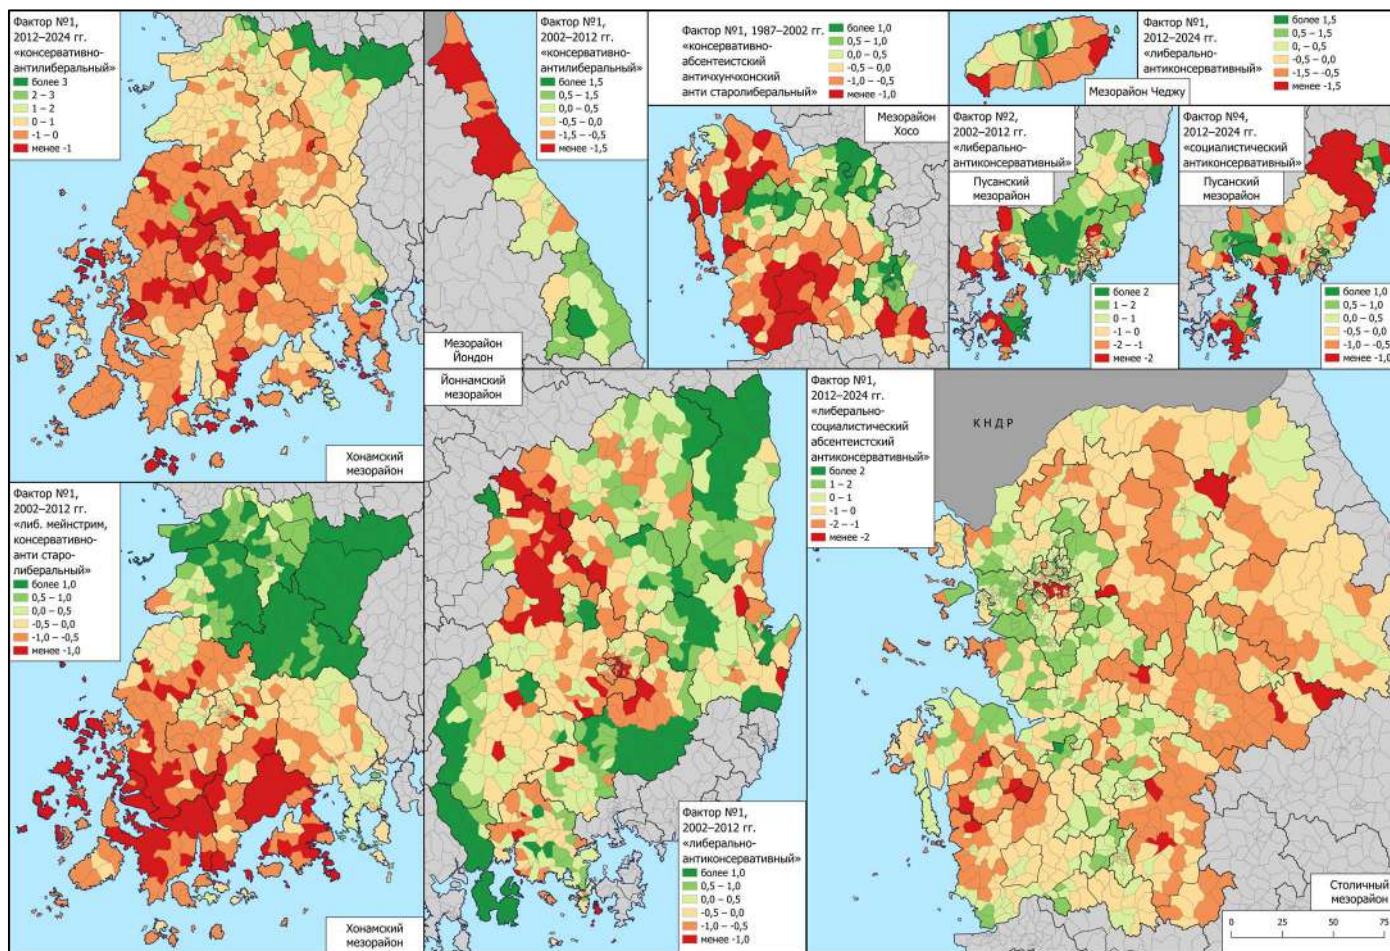 Фактор №1,
2012–2024 гг.
«консервативно-
антилиберальный»
более 3
2 – 3
1 – 2
0 – 1
-1 – 0
менее -1
Хонамский
мезорайон
Фактор №1,
2002–2012 гг.
«консервативно-
антилиберальный»
более 1,5
0,5 – 1,5
0,0 – 0,5
-0,5 – 0,0
-1,5 – -0,5
менее -1,5
Мезорайон
Йондон
Фактор №1, 1987–2002 гг.
«консервативно-
абсентеистский
античхунчхонский
анти старолиберальный»
более 1,0
0,5 – 1,0
0,0 – 0,5
-0,5 – 0,0
-1,0 – -0,5
менее -1,0
Мезорайон
Хосо
Фактор №1,
2012–2024 гг.
«либерально-
антиконсервативный»
более 1,5
0,5 – 1,5
0 – 0,5
-0,5 – 0,0
-1,5 – -0,5
менее -1,5
Мезорайон Чеджу
Фактор №2,
2002–2012 гг.
«либерально-
антиконсервативный»
Пусанский
мезорайон
более 2
1 – 2
0 – 1
-1 – 0
-2 – -1
менее -2
Фактор №4,
2012–2024 гг.
«социалистический
антиконсервативный»
Пусанский
мезорайон
более 1,0
0,5 – 1,0
0,0 – 0,5
-0,5 – 0,0
-1,0 – -0,5
менее -1,0
Фактор №1,
2002–2012 гг.
«либ. мейнстрим,
консервативно-
анти старо-
либеральный»
более 1,0
0,5 – 1,0
0,0 – 0,5
-0,5 – 0,0
-1,0 – -0,5
менее -1,0
Хонамский
мезорайон
Йоннамский
мезорайон
Фактор №1,
2002–2012 гг.
«либерально-
антиконсервативный»
более 1,0
0,5 – 1,0
0,0 – 0,5
-0,5 – 0,0
-1,0 – -0,5
менее -1,0
Фактор №1,
2012–2024 гг.
«либерально-
социалистический
абсентеистский
антиконсервативный»
более 2
1 – 2
0 – 1
-1 – 0
-2 – -1
менее -2
КНДР
Столичный
мезорайон
0 25 50 75